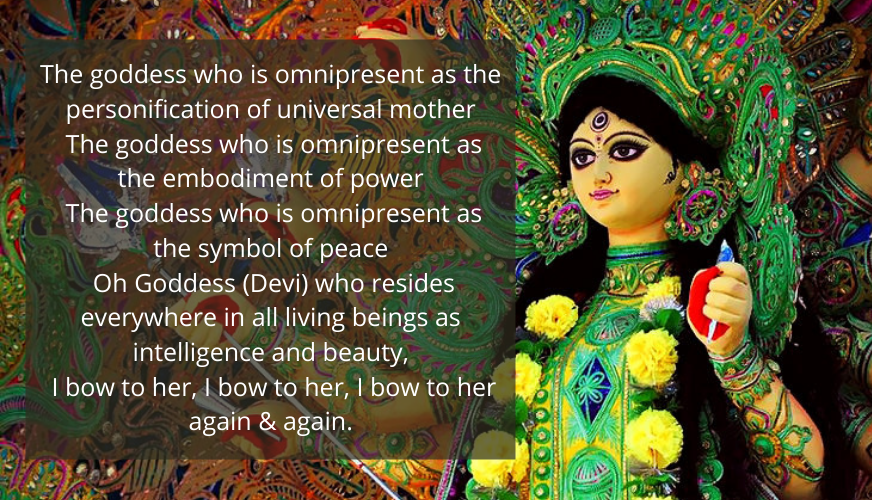 The goddess who is omnipresent as the
personification of universal mother
The goddess who is omnipresent as
the embodiment of power
The goddess who is omnipresent as
the symbol of peace
Oh Goddess (Devi) who resides
everywhere in all living beings as
intelligence and beauty,
I bow to her, I bow to her, I bow to her
again & again.